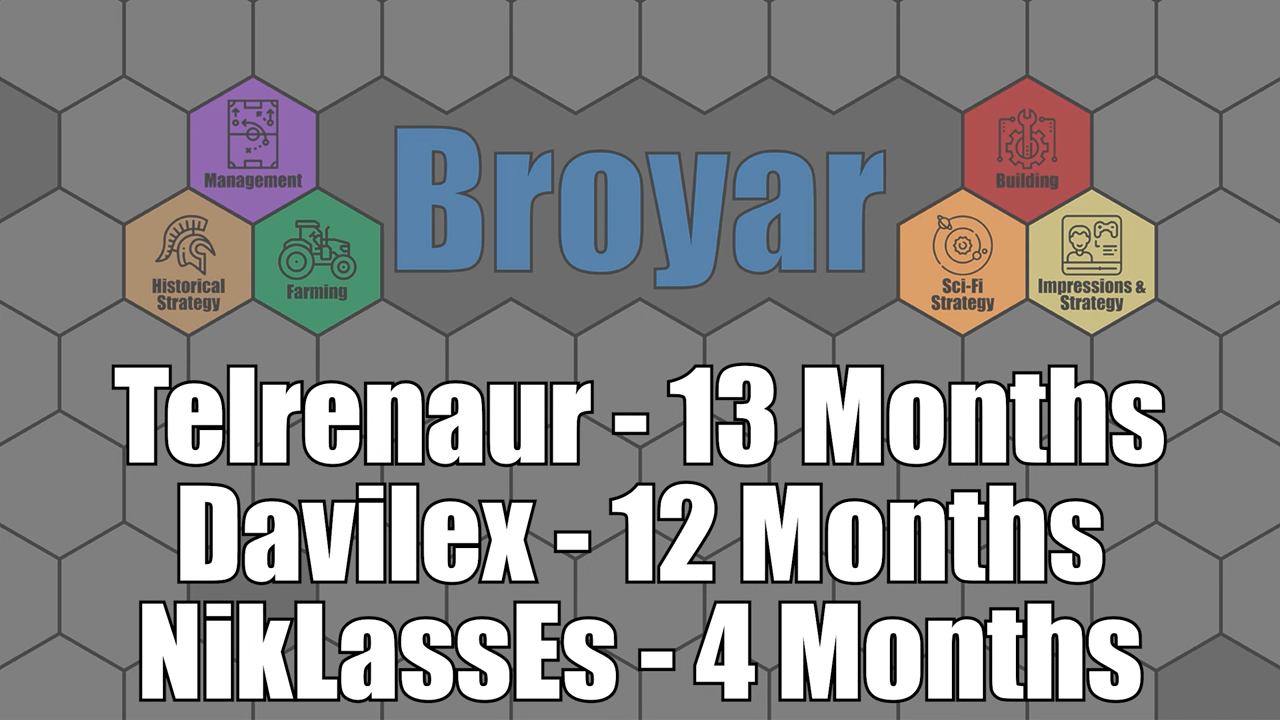 Management
Historical
Strategy
Farming
Broyar
Building
Sci-Fi
Strategy
Impressions &
Strategy
Telrenaur - 13 Months
Davilex - 12 Months
NikLassEs - 4 Months